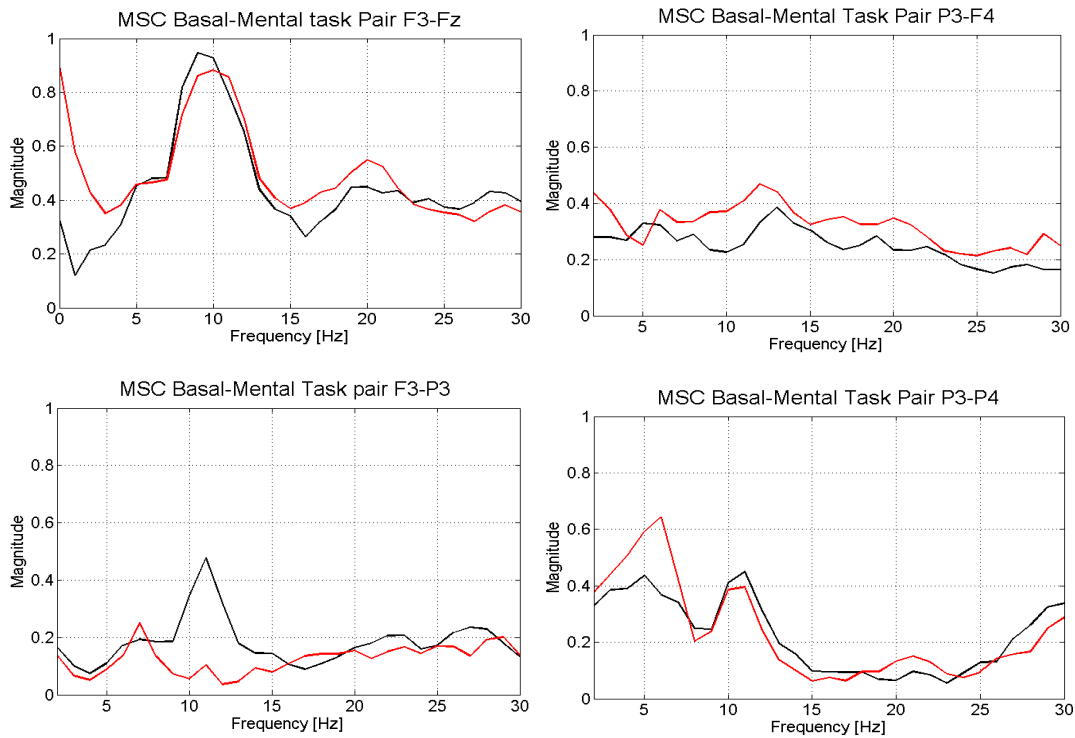 MSC Basal-Mental task Pair F3-Fz
1
0.8
0.6
0.4
0.2
0
Magnitude
0 5 10 15 20 25 30
Frequency [Hz]
MSC Basal-Mental Task Pair P3-F4
1
0.8
0.6
0.4
0.2
0
Magnitude
5 10 15 20 25 30
Frequency [Hz]
MSC Basal-Mental Task pair F3-P3
1
0.8
0.6
0.4
0.2
0
Magnitude
5 10 15 20 25 30
Frequency [Hz]
MSC Basal-Mental Task Pair P3-P4
1
0.8
0.6
0.4
0.2
0
Magnitude
5 10 15 20 25 30
Frequency [Hz]